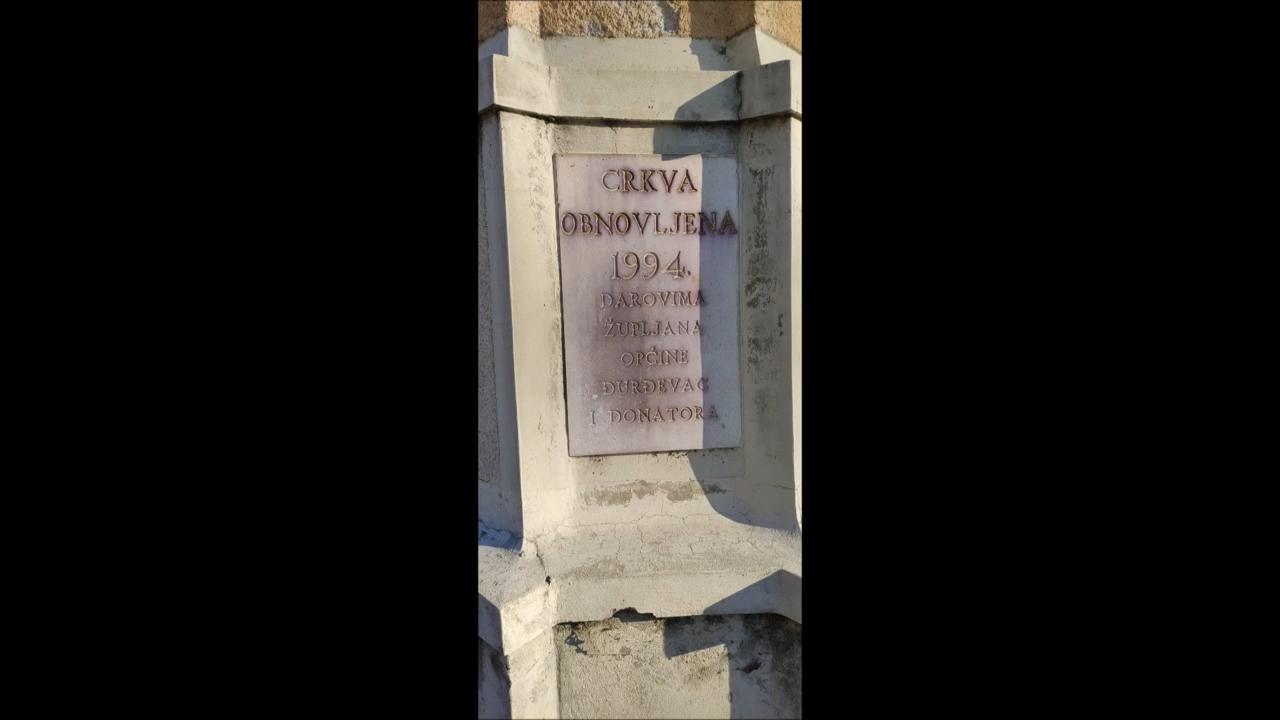 CRKVA
OBNOVLJENA
1994.
DAROVIMA
ŽUPLJANA
OPĆINE
ĐURĐEVAC
I DONATORA